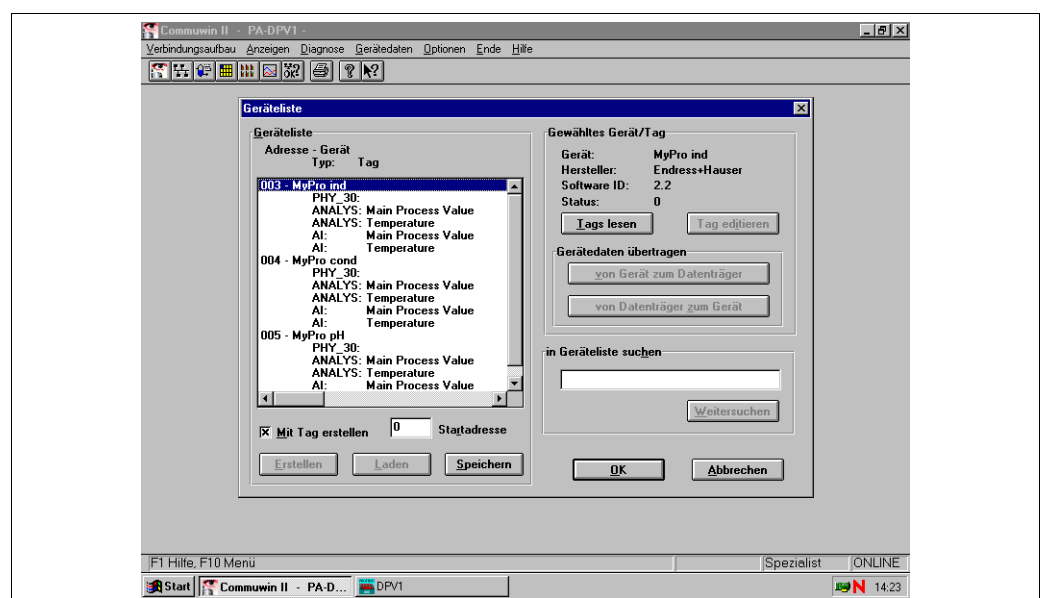 Commuwin II - PA-DPV1 -
Verbindungsaufbau Anzeigen Diagnose Gerätedaten Optionen Ende Hilfe
Geräteliste
Geräteliste
Adresse - Gerät
Typ: Tag
003 - MyPro ind
PHY_30:
ANALYS: Main Process Value
ANALYS: Temperature
AI: Main Process Value
AI: Temperature
004 - MyPro cond
PHY_30:
ANALYS: Main Process Value
ANALYS: Temperature
AI: Main Process Value
AI: Temperature
005 - MyPro pH
PHY_30:
ANALYS: Main Process Value
ANALYS: Temperature
AI: Main Process Value
Mit Tag erstellen 0 Startadresse
Erstellen Laden Speichern
Gewähltes Gerät/Tag
Gerät: MyPro ind
Hersteller: Endress+Hauser
Software ID: 2.2
Status: 0
Tags lesen Tag editieren
Gerätedaten übertragen
von Gerät zum Datenträger
von Datenträger zum Gerät
in Geräteliste suchen
Weitersuchen
OK Abbrechen
F1 Hilfe, F10 Menü Spezialist ONLINE
Start Commuwin II - PA-D... DPV1 N 14:23